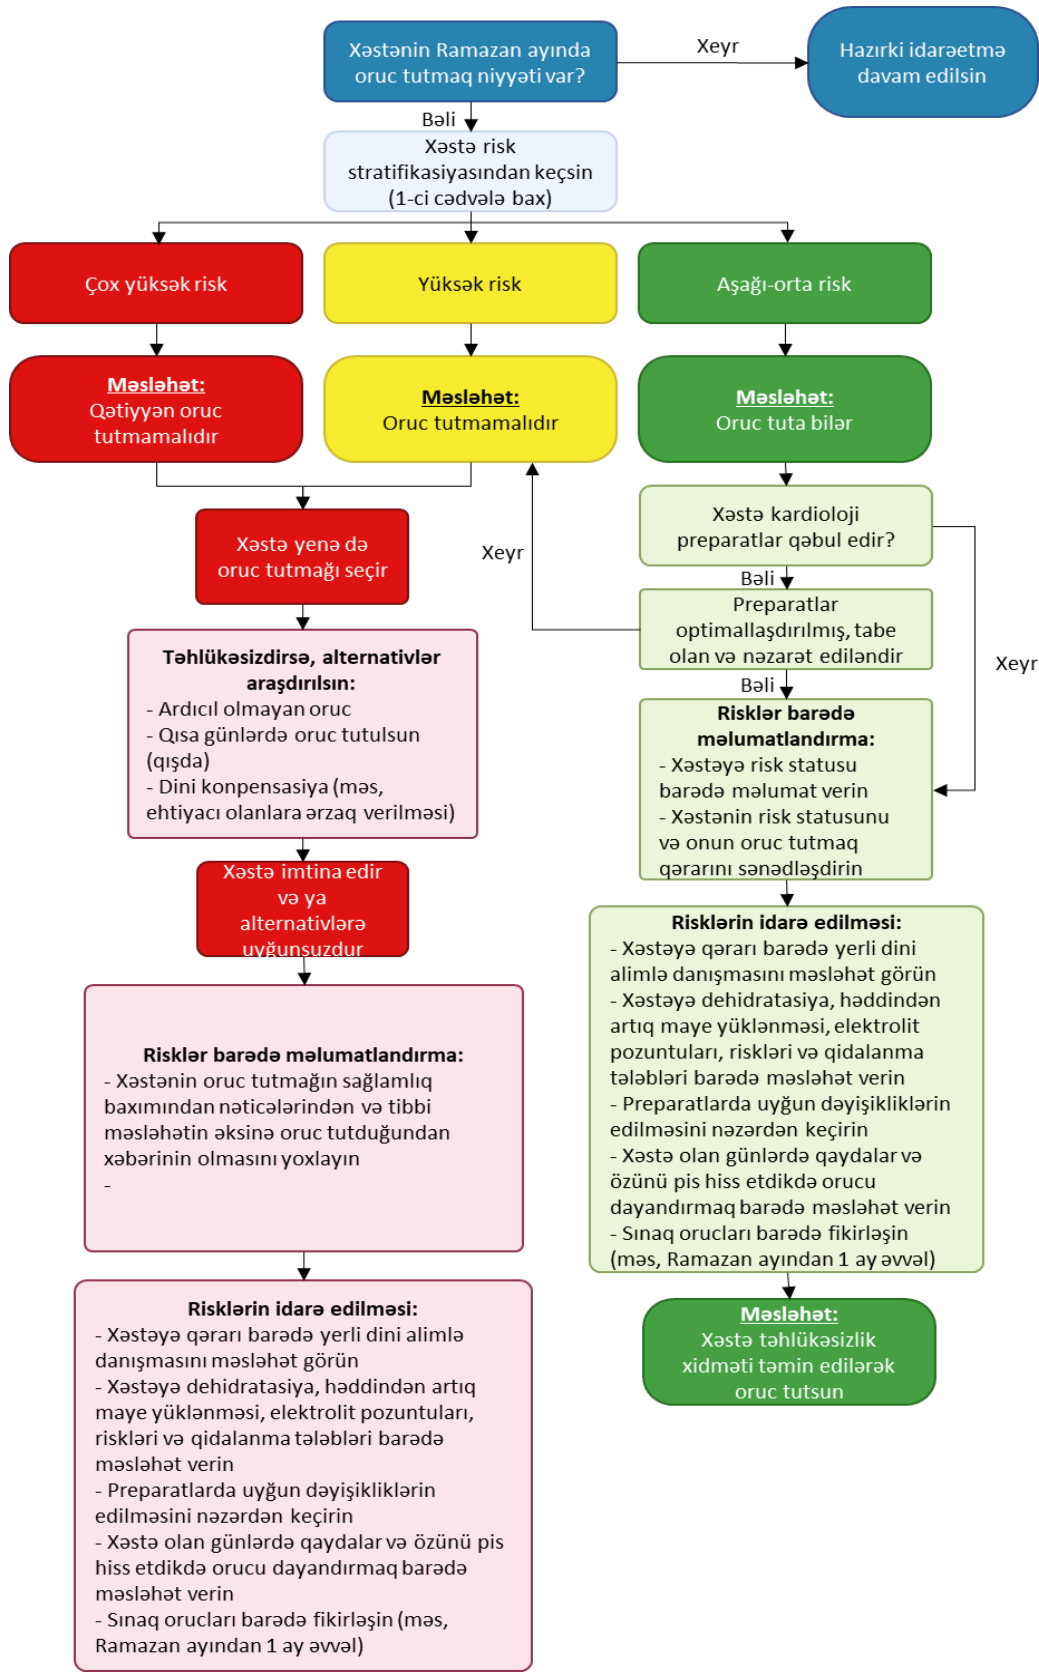 Xəstənin Ramazan ayında
oruc tutmaq niyyəti var?
Xeyr
Hazırki idarəetmə
davam edilsin
Bəli
Xəstə risk
stratifikasiyasından keçsin
(1-ci cədvələ bax)
Çox yüksək risk
Yüksək risk
Aşağı-orta risk
Məsləhət:
Qətiyyən oruc
tutmamalıdır
Məsləhət:
Oruc tutmamalıdır
Məsləhət:
Oruc tuta bilər
Xəstə yenə də
oruc tutmağı seçir
Xeyr
Xəstə kardioloji
preparatlar qəbul edir?
Bəli
Preparatlar
optimallaşdırılmış, tabe
olan və nəzarət ediləndir
Xeyr
Bəli
Təhlükəsizdirsə, alternativlər
araşdırılsın:
- Ardıcıl olmayan oruc
- Qısa günlərdə oruc tutulsun
(qışda)
- Dini konpensasiya (məs,
ehtiyacı olanlara ərzaq verilməsi)
Risklər barədə
məlumatlandırma:
- Xəstəyə risk statusu
barədə məlumat verin
- Xəstənin risk statusunu
və onun oruc tutmaq
qərarını sənədləşdirin
Xəstə imtina edir
və ya
alternativlərə
uyğunsuzdur
Risklər barədə məlumatlandırma:
- Xəstənin oruc tutmağın sağlamlıq
baxımından nəticələrindən və tibbi
məsləhətin əksinə oruc tutduğundan
xəbərinin olmasını yoxlayın
-
Risklərin idarə edilməsi:
- Xəstəyə qərarı barədə yerli dini
alimlə danışmasını məsləhət görün
- Xəstəyə dehidratasiya, həddindən
artıq maye yüklənməsi, elektrolit
pozuntuları, riskləri və qidalanma
tələbləri barədə məsləhət verin
- Preparatlarda uyğun dəyişikliklərin
edilməsini nəzərdən keçirin
- Xəstə olan günlərdə qaydalar və
özünü pis hiss etdikdə orucu
dayandırmaq barədə məsləhət verin
- Sınaq orucları barədə fikirləşin
(məs, Ramazan ayından 1 ay əvvəl)
Risklərin idarə edilməsi:
- Xəstəyə qərarı barədə yerli dini alimlə
danışmasını məsləhət görün
- Xəstəyə dehidratasiya, həddindən artıq
maye yüklənməsi, elektrolit pozuntuları,
riskləri və qidalanma tələbləri barədə
məsləhət verin
- Preparatlarda uyğun dəyişikliklərin
edilməsini nəzərdən keçirin
- Xəstə olan günlərdə qaydalar və özünü pis
hiss etdikdə orucu dayandırmaq barədə
məsləhət verin
- Sınaq orucları barədə fikirləşin (məs,
Ramazan ayından 1 ay əvvəl)
Məsləhət:
Xəstə təhlükəsizlik
xidməti təmin edilərək
oruc tutsun